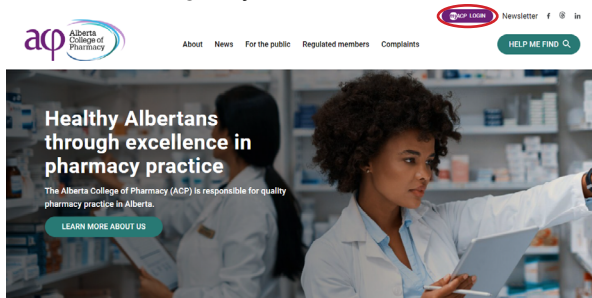 myACP LOGIN Newsletter f in
acp Alberta
College of
Pharmacy
About News For the public Regulated members Complaints
HELP ME FIND
Healthy Albertans
through excellence in
pharmacy practice
The Alberta College of Pharmacy (ACP) is responsible for quality
pharmacy practice in Alberta.
LEARN MORE ABOUT US